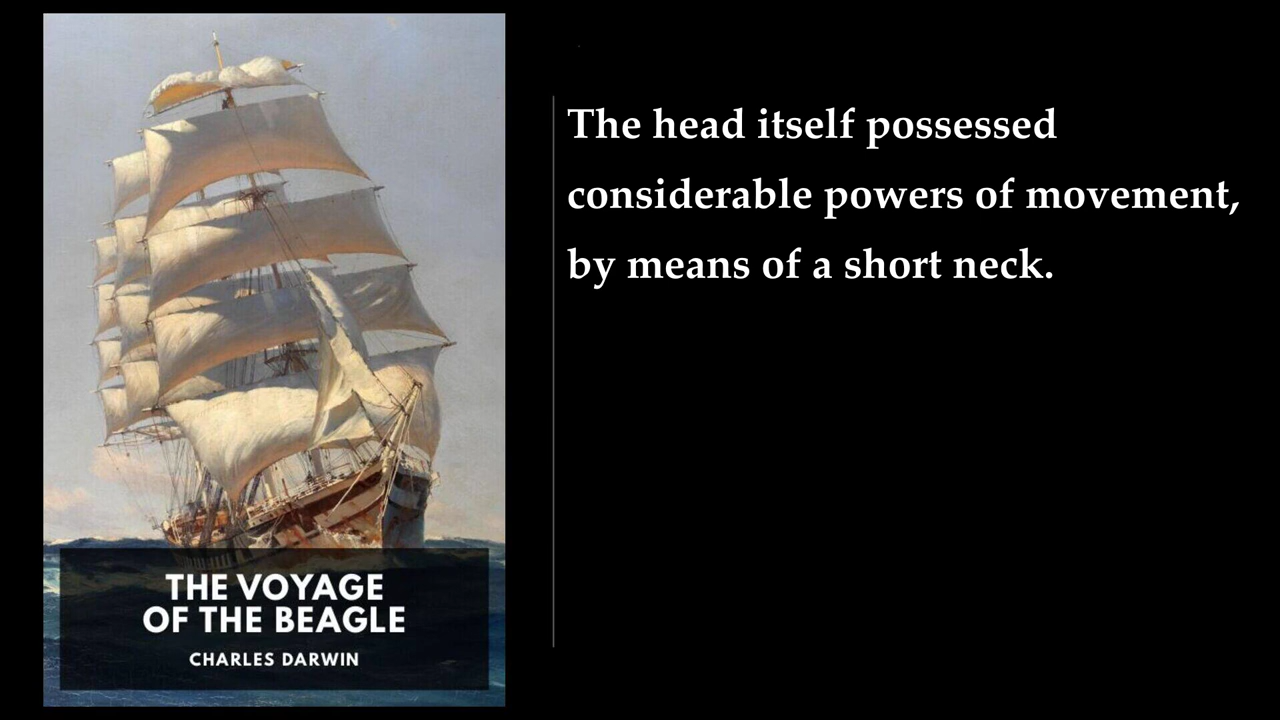 The head itself possessed
considerable powers of movement,
by means of a short neck.
THE VOYAGE
OF THE BEAGLE
CHARLES DARWIN